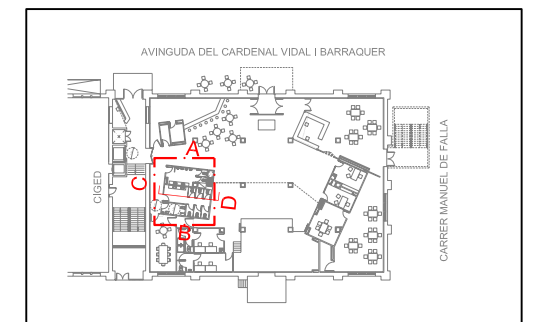 AVINGUDA DEL CARDENAL VIDAL I BARRAQUER
A
C
CIGED
D
B
CARRER MANUEL DE FALLA